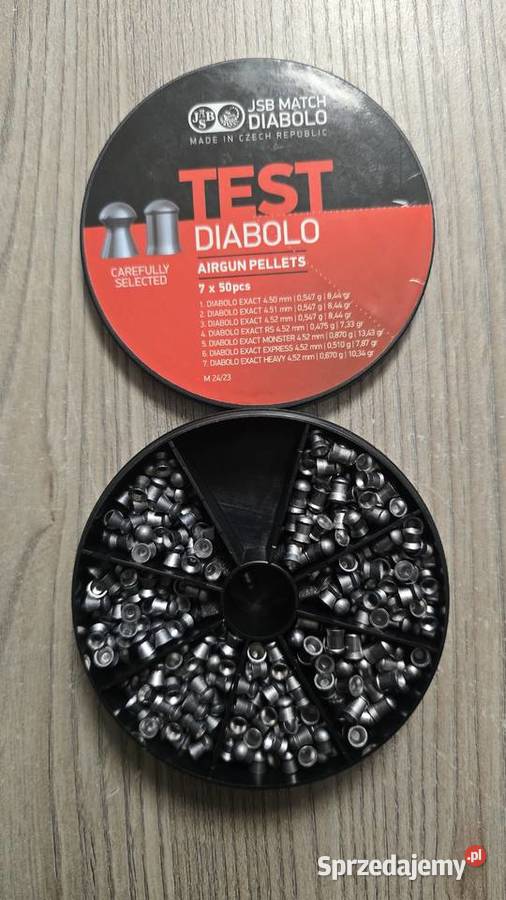 JSB
JSB MATCH
DIABOLO
MADE IN CZECH REPUBLIC
TEST
DIABOLO
AIRGUN PELLETS
7 x 50pcs
CAREFULLY
SELECTED
1. DIABOLO EXACT 4.50 mm | 0,547 g | 8,44 gr
2. DIABOLO EXACT 4.51 mm | 0,547 g | 8,44 gr
3. DIABOLO EXACT 4.52 mm | 0,547 g | 8,44 gr
4. DIABOLO EXACT RS 4.52 mm | 0,475 g | 7,33 gr
5. DIABOLO EXACT MONSTER 4.52 mm | 0,870 g | 13,43 gr
6. DIABOLO EXACT EXPRESS 4.52 mm | 0,510 g | 7,87 gr
7. DIABOLO EXACT HEAVY 4.52 mm | 0,670 g | 10,34 gr
M 24/23
Sprzedajemy.pl